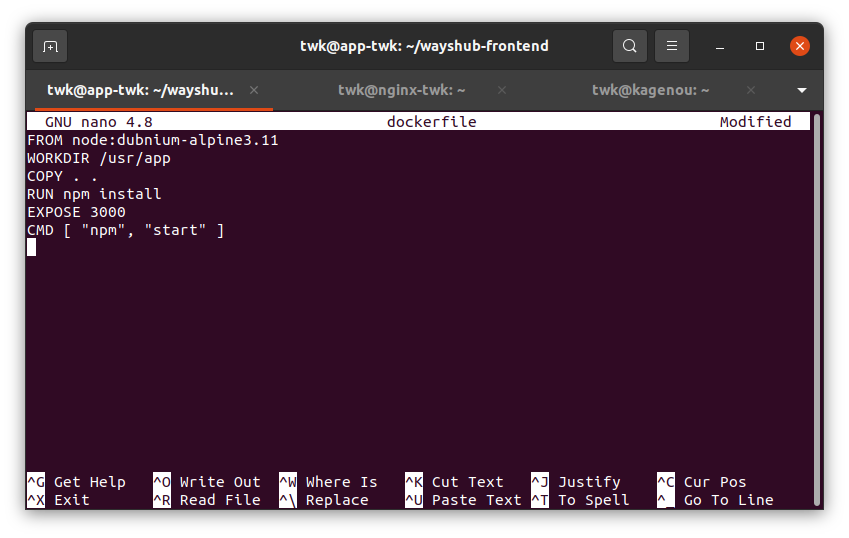 twk@app-twk: ~/wayshub-frontend
twk@app-twk: ~/wayshu... twk@nginx-twk: ~ twk@kagenou: ~
GNU nano 4.8 dockerfile Modified
FROM node:dubnium-alpine3.11
WORKDIR /usr/app
COPY . .
RUN npm install
EXPOSE 3000
CMD [ "npm", "start" ]
^G Get Help ^O Write Out ^W Where Is ^K Cut Text ^J Justify ^C Cur Pos
^X Exit ^R Read File ^\ Replace ^U Paste Text ^T To Spell ^_ Go To Line